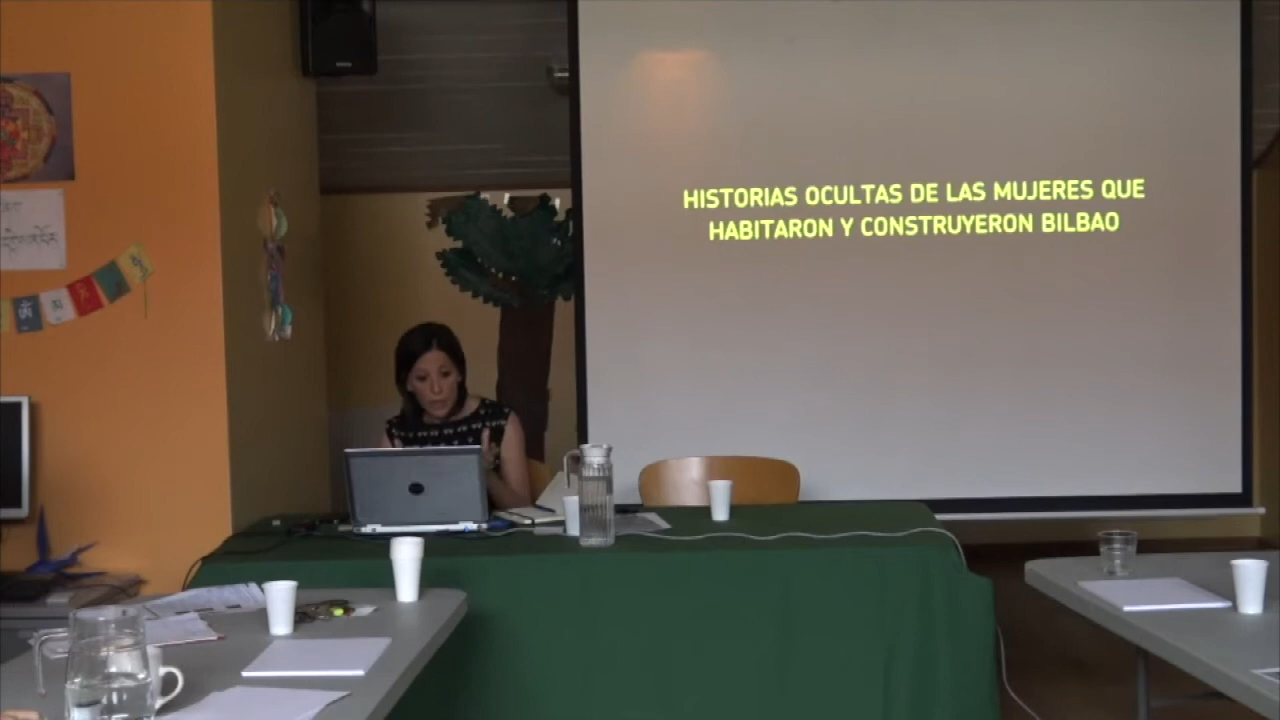 HISTORIAS OCULTAS DE LAS MUJERES QUE
HABITARON Y CONSTRUYERON BILBAO